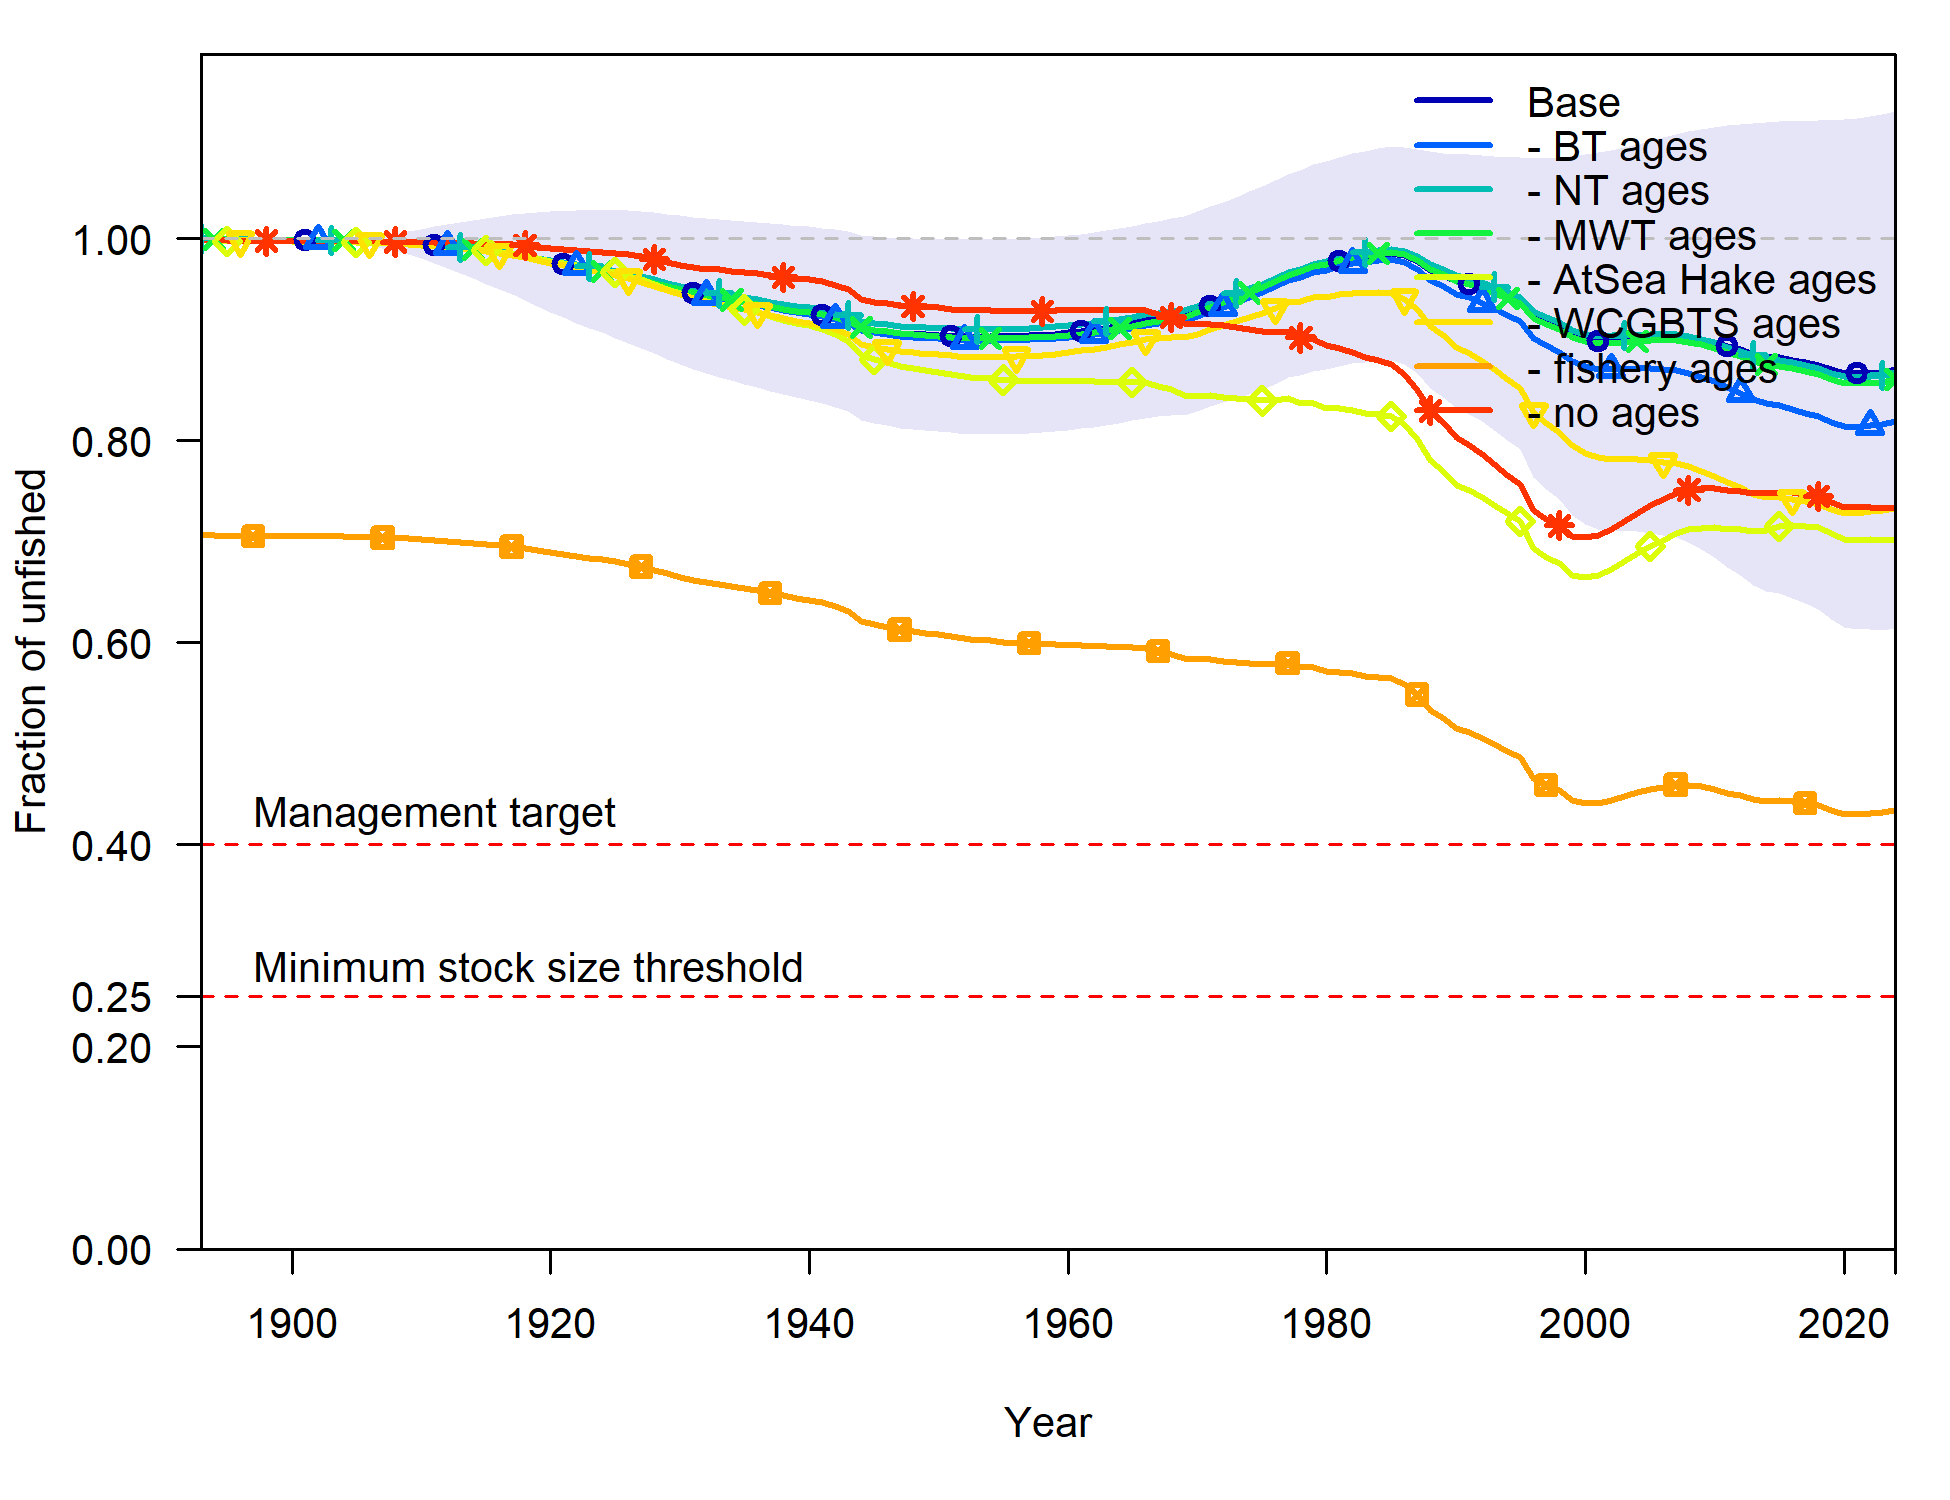 Base
- BT ages
- NT ages
- MWT ages
- AtSea Hake ages
- WCGBTS ages
- fishery ages
- no ages
1.00
0.80
0.60
0.40
0.25
0.20
0.00
Fraction of unfished
Management target
Minimum stock size threshold
1900 1920 1940 1960 1980 2000 2020
Year